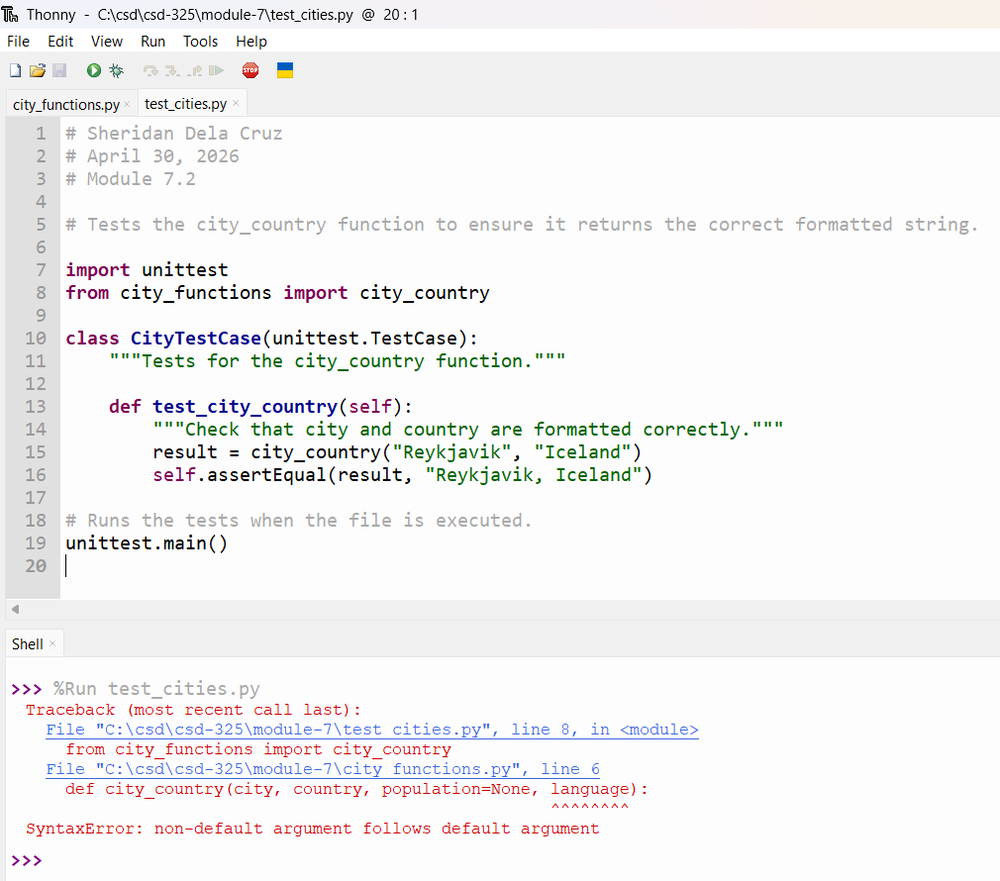 Thonny - C:\csd\csd-325\module-7\test_cities.py @ 20 : 1
File Edit View Run Tools Help
STOP
city_functions.py × test_cities.py ×
1 # Sheridan Dela Cruz
2 # April 30, 2026
3 # Module 7.2
4
5 # Tests the city_country function to ensure it returns the correct formatted string.
6
7 import unittest
8 from city_functions import city_country
9
10 class CityTestCase(unittest.TestCase):
11     """Tests for the city_country function."""
12
13     def test_city_country(self):
14         """Check that city and country are formatted correctly."""
15         result = city_country("Reykjavik", "Iceland")
16         self.assertEqual(result, "Reykjavik, Iceland")
17
18 # Runs the tests when the file is executed.
19 unittest.main()
20
Shell ×
>>> %Run test_cities.py
Traceback (most recent call last):
  File "C:\csd\csd-325\module-7\test_cities.py", line 8, in <module>
    from city_functions import city_country
  File "C:\csd\csd-325\module-7\city_functions.py", line 6
    def city_country(city, country, population=None, language):
                                                     ^^^^^^^^
SyntaxError: non-default argument follows default argument
>>>